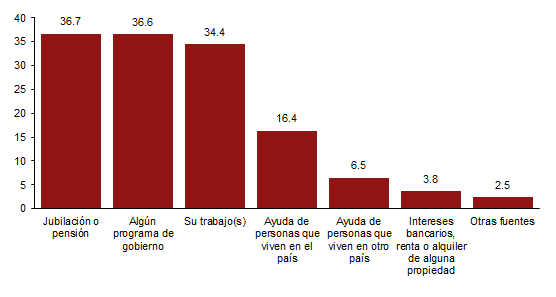 40
35
30
25
20
15
10
5
0
36.7
36.6
34.4
16.4
6.5
3.8
2.5
Jubilación o
pensión
Algún
programa de
gobierno
Su trabajo(s)
Ayuda de
personas que
viven en el
país
Ayuda de
personas que
viven en otro
país
Intereses
bancarios,
renta o alquiler
de alguna
propiedad
Otras fuentes